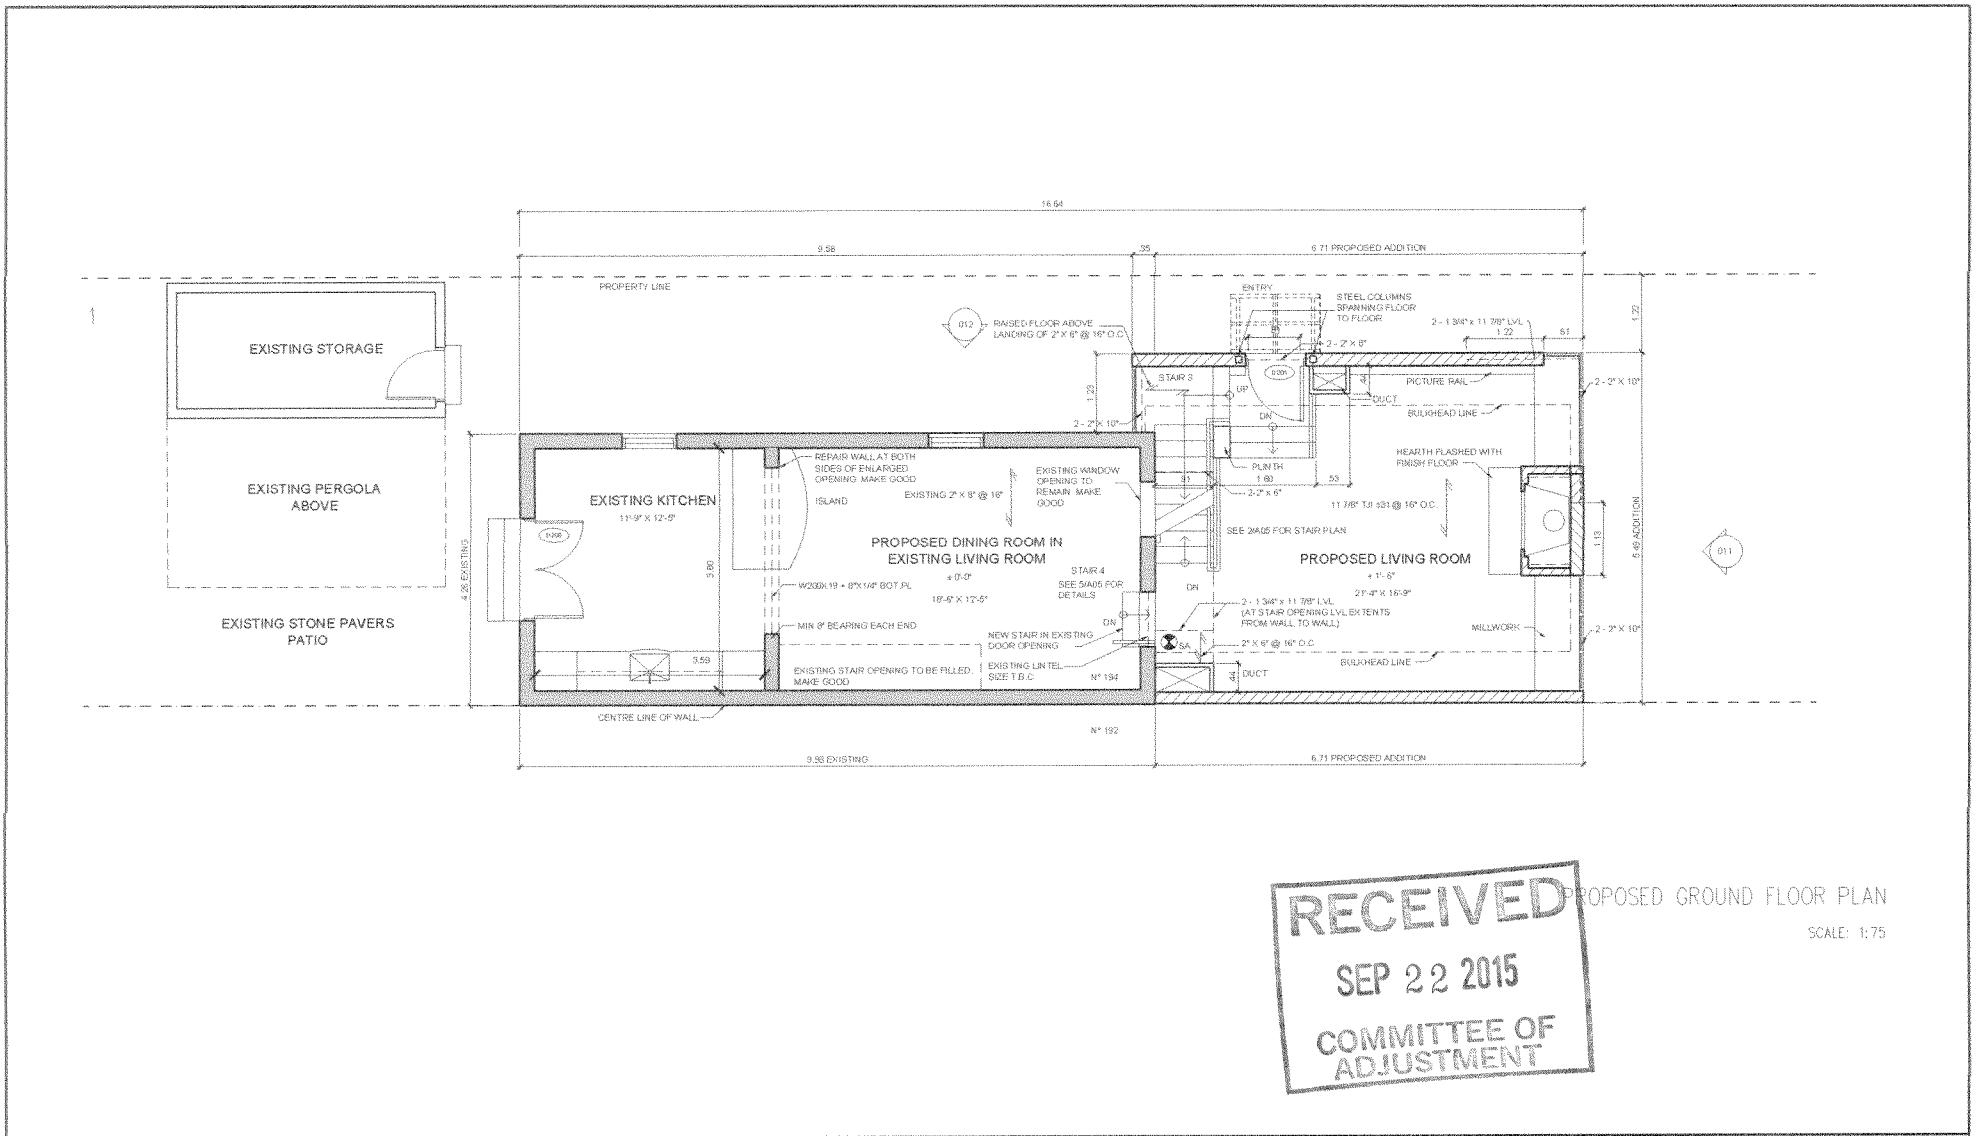 16.64
9.58
.35
6.71 PROPOSED ADDITION
PROPERTY LINE
ENTRY
STEEL COLUMNS
SPANNING FLOOR
TO FLOOR
1.22
012
RAISED FLOOR ABOVE
LANDING OF 2" X 6" @ 16" O.C
2 - 1 3/4" x 11 7/8" LVL
1.22
.61
2 - 2" X 8"
EXISTING STORAGE
STAIR 3
D201
UP
DN
.44
DUCT
PICTURE RAIL
2 - 2" X 10"
1.23
2 - 2" X 10"
BULKHEAD LINE
PLINTH
HEARTH FLASHED WITH
FINISH FLOOR
REPAIR WALL AT BOTH
SIDES OF ENLARGED
OPENING. MAKE GOOD
EXISTING WINDOW
OPENING TO
REMAIN. MAKE
GOOD
.91
1.60
.53
2-2" x 6"
EXISTING PERGOLA
ABOVE
EXISTING KITCHEN
11'-9" X 12'-5"
ISLAND
EXISTING 2" X 8" @ 16"
11 7/8" TJI s31 @ 16" O.C.
SEE 2/A05 FOR STAIR PLAN
D200
PROPOSED DINING ROOM IN
EXISTING LIVING ROOM
+ 0'-0"
18'-6" X 12'-5"
PROPOSED LIVING ROOM
+ 1'- 6"
21'-4" X 16'-9"
1.13
5.49 ADDITION
011
4.26 EXISTING
3.80
STAIR 4
SEE 5/A05 FOR
DETAILS
W200X19 + 8"X1/4" BOT.PL
DN
2 - 1 3/4" x 11 7/8" LVL
(AT STAIR OPENING LVL EXTENTS
FROM WALL TO WALL)
EXISTING STONE PAVERS
PATIO
MIN 8" BEARING EACH END
DN
NEW STAIR IN EXISTING
DOOR OPENING
SA
2" X 6" @ 16" O.C
MILLWORK
2 - 2" X 10"
3.59
EXISTING STAIR OPENING TO BE FILLED.
MAKE GOOD
EXISTING LINTEL
SIZE T.B.C
N° 194
.44
DUCT
BULKHEAD LINE
CENTRE LINE OF WALL
N° 192
9.98 EXISTING
6.71 PROPOSED ADDITION
RECEIVED
SEP 22 2015
COMMITTEE OF
ADJUSTMENT
PROPOSED GROUND FLOOR PLAN
SCALE: 1:75